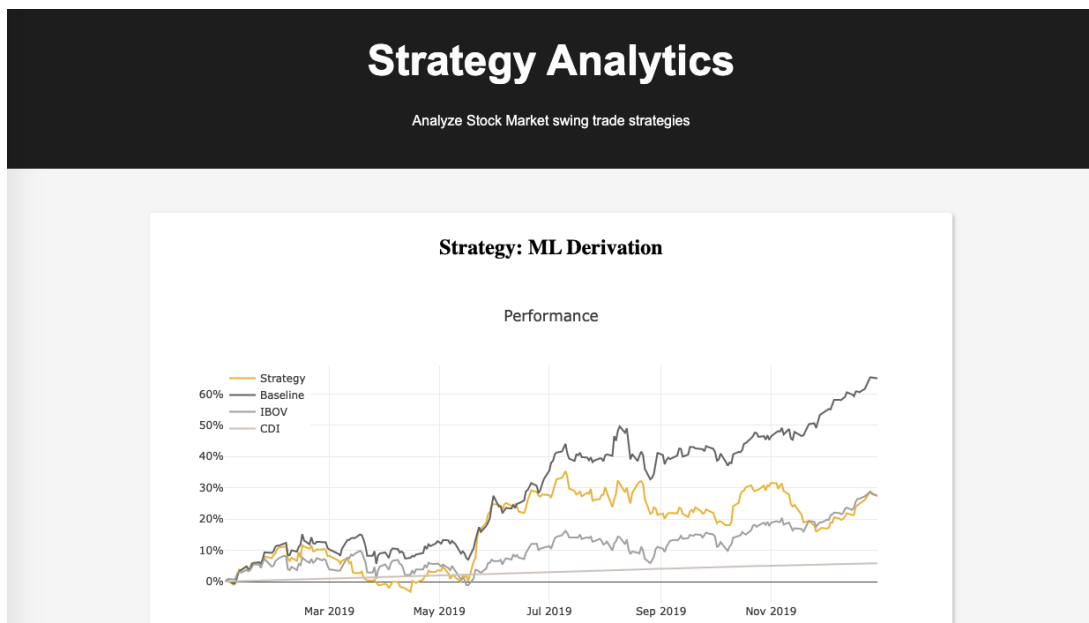 Strategy Analytics
Analyze Stock Market swing trade strategies
Strategy: ML Derivation
Performance
Strategy
Baseline
IBOV
CDI
60%
50%
40%
30%
20%
10%
0%
Mar 2019 May 2019 Jul 2019 Sep 2019 Nov 2019